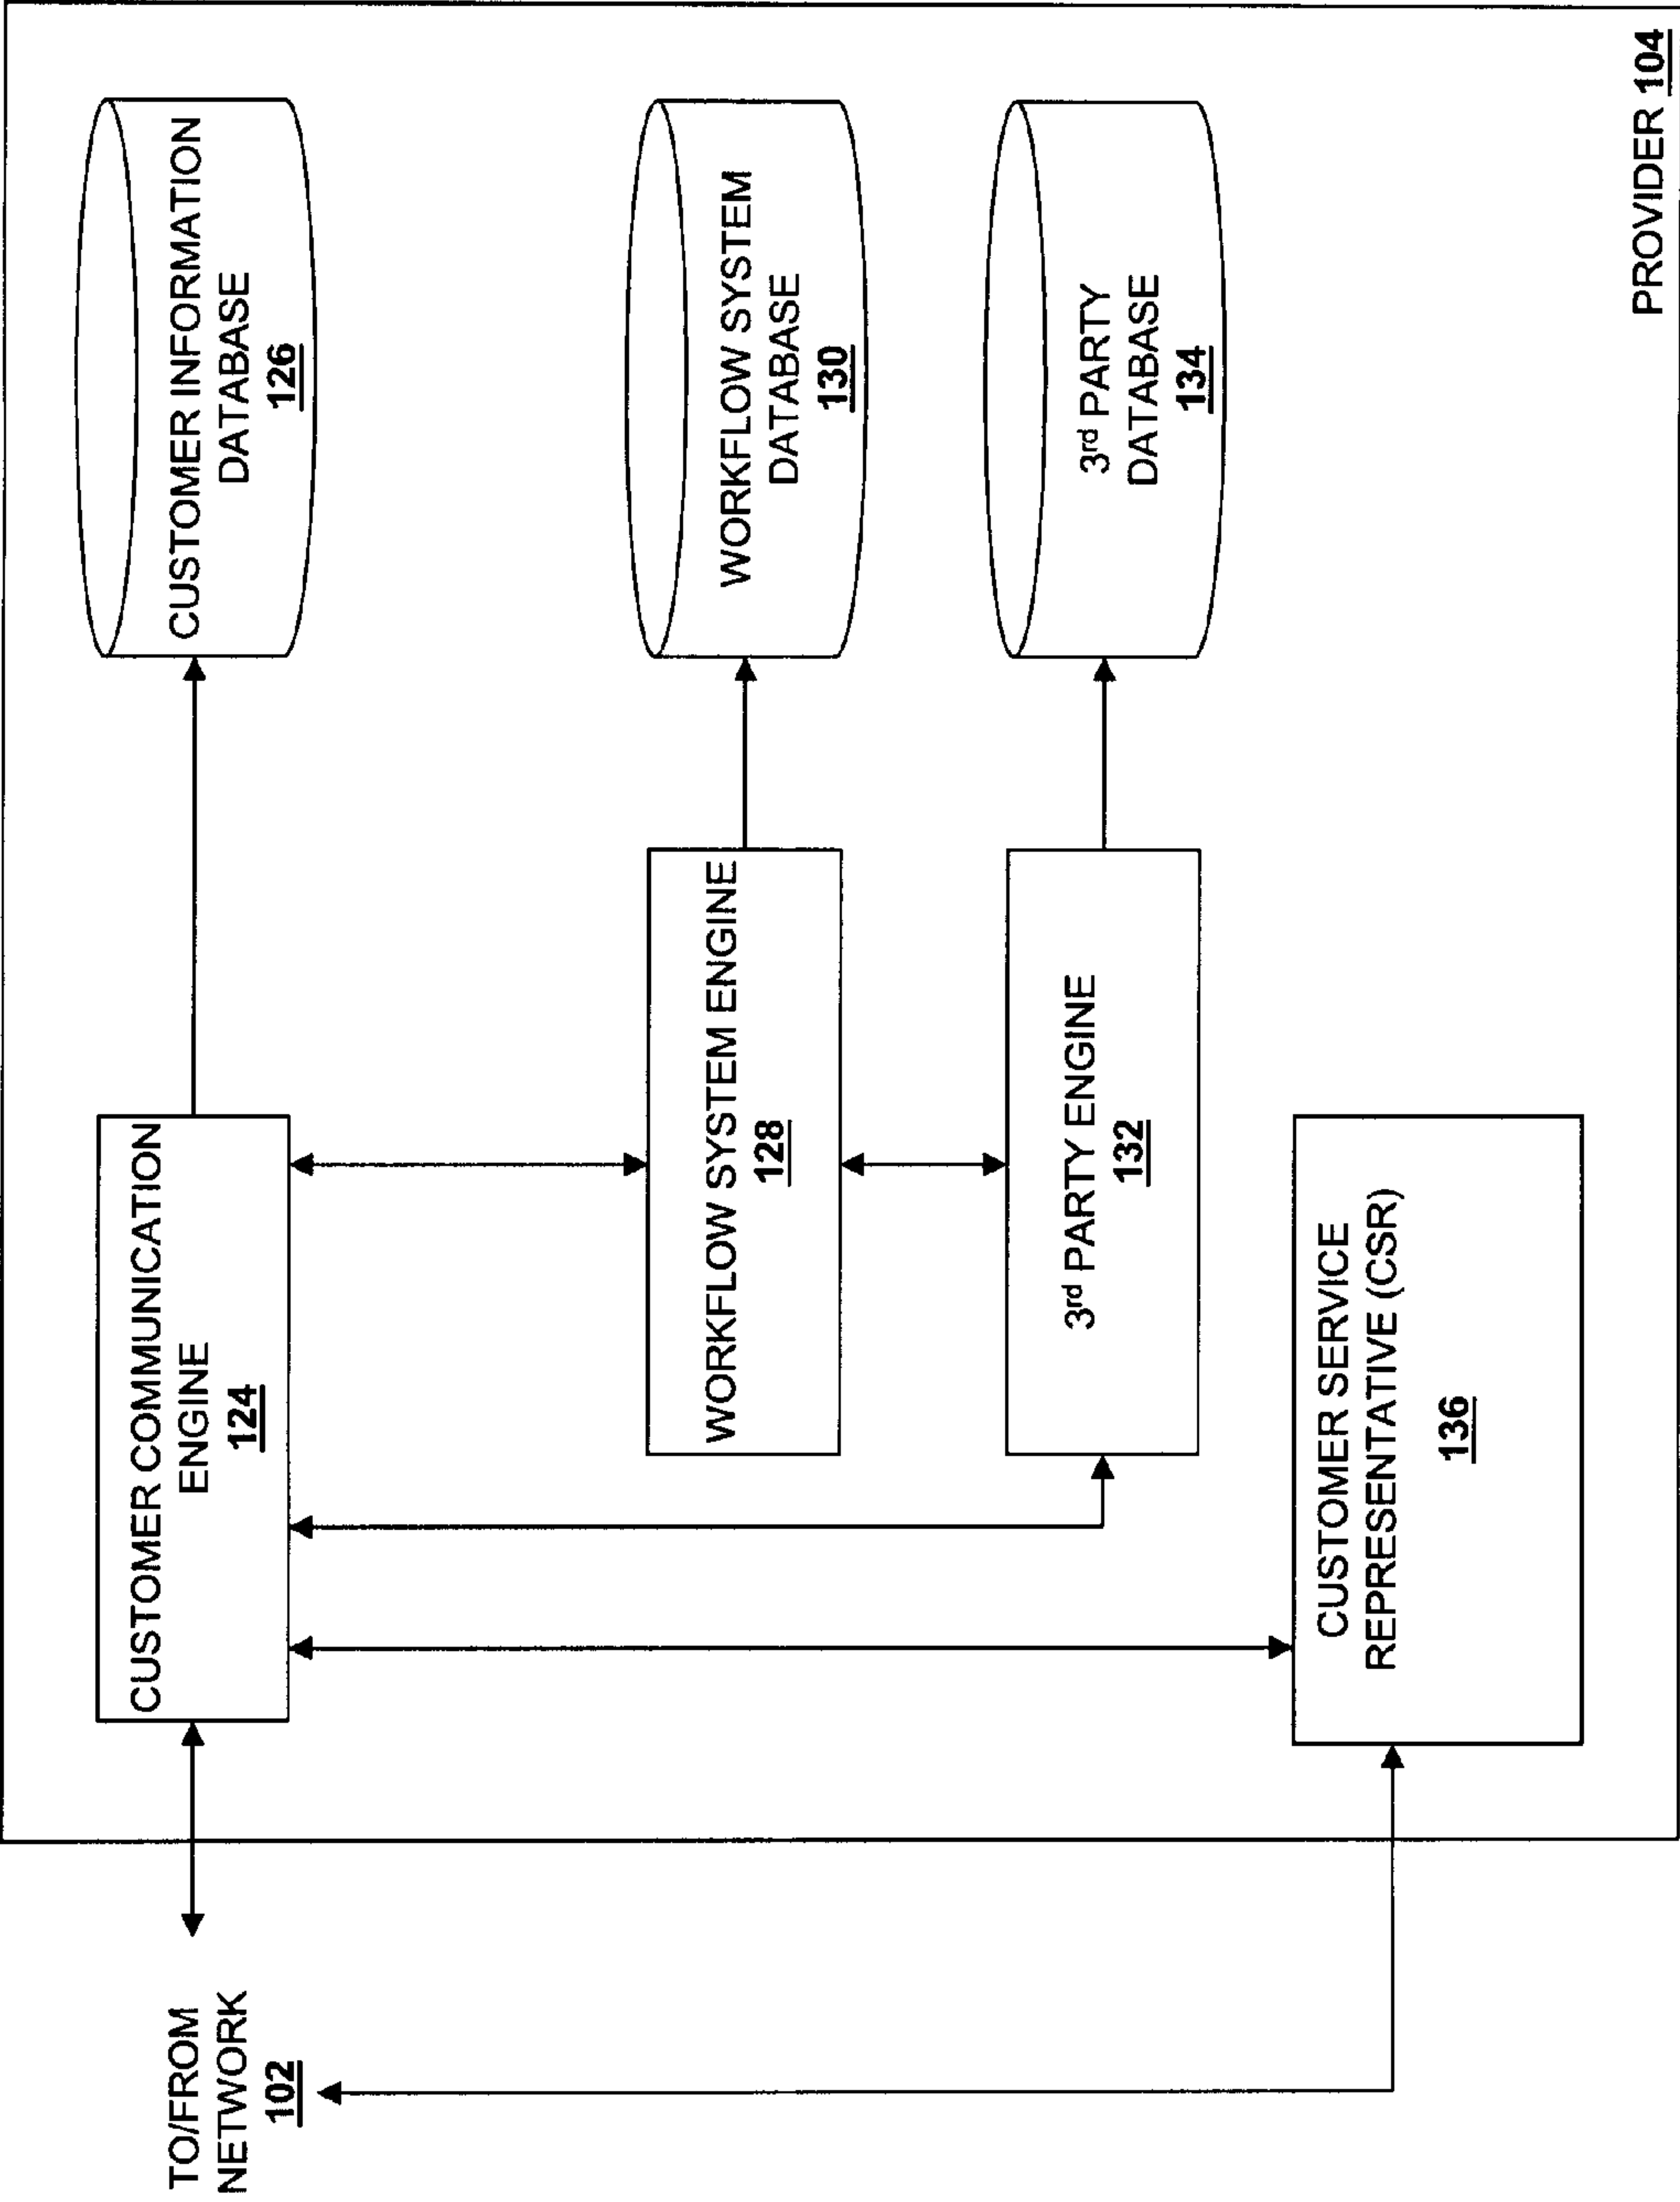 TO/FROM
NETWORK
102
CUSTOMER COMMUNICATION
ENGINE
124
CUSTOMER INFORMATION
DATABASE
126
WORKFLOW SYSTEM ENGINE
128
WORKFLOW SYSTEM
DATABASE
130
3rd PARTY ENGINE
132
3rd PARTY
DATABASE
134
CUSTOMER SERVICE
REPRESENTATIVE (CSR)
136
PROVIDER 104